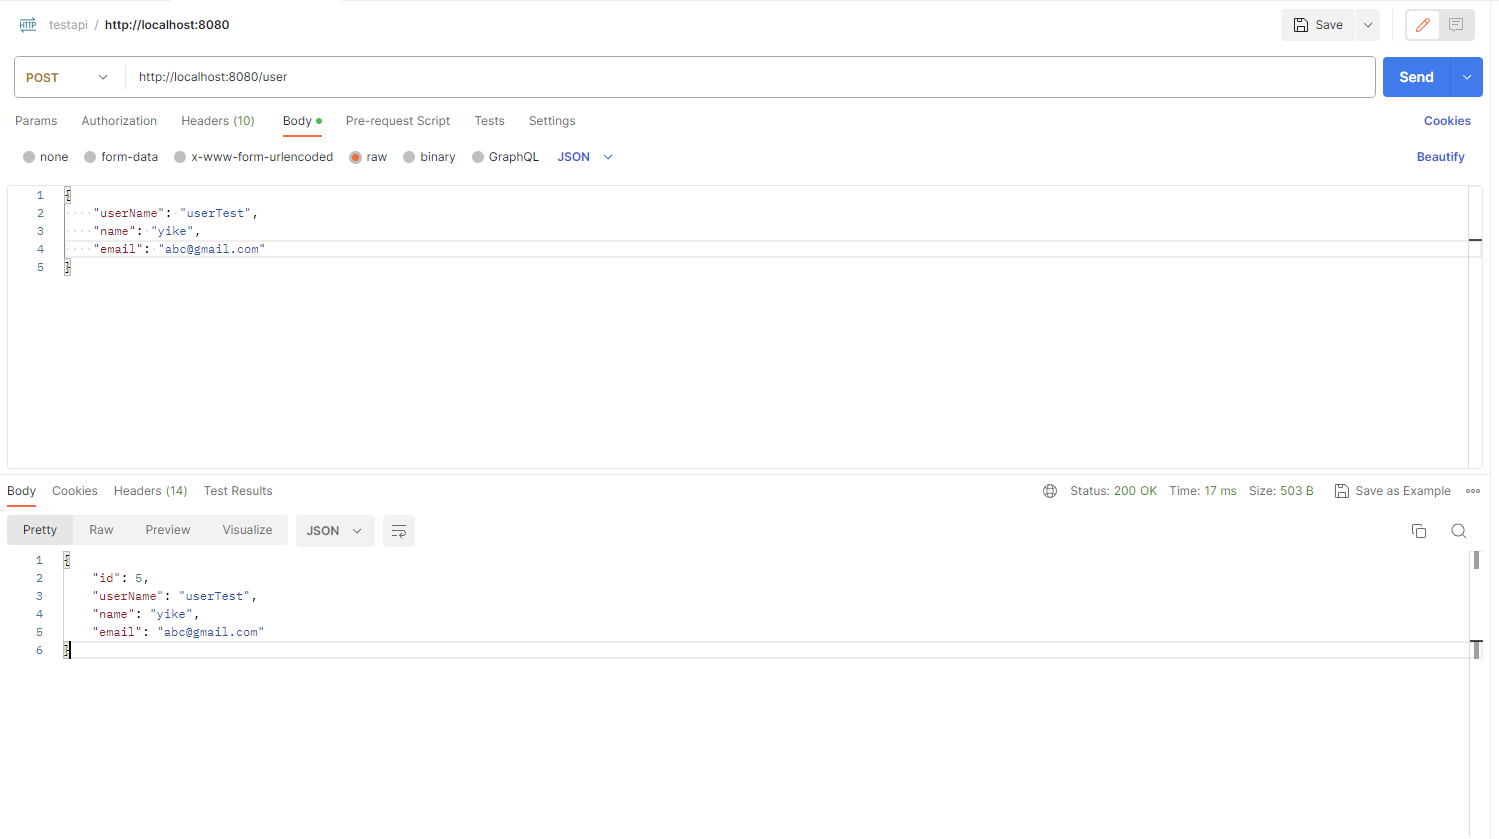 HTTP testapi / http://localhost:8080 Save
POST http://localhost:8080/user Send
Params Authorization Headers (10) Body Pre-request Script Tests Settings Cookies
none form-data x-www-form-urlencoded raw binary GraphQL JSON Beautify
1 {
2 ····"userName":·"userTest",
3 ····"name":·"yike",
4 ····"email":·"abc@gmail.com"
5 }
Body Cookies Headers (14) Test Results Status: 200 OK Time: 17 ms Size: 503 B Save as Example
Pretty Raw Preview Visualize JSON
1 {
2 "id": 5,
3 "userName": "userTest",
4 "name": "yike",
5 "email": "abc@gmail.com"
6 }